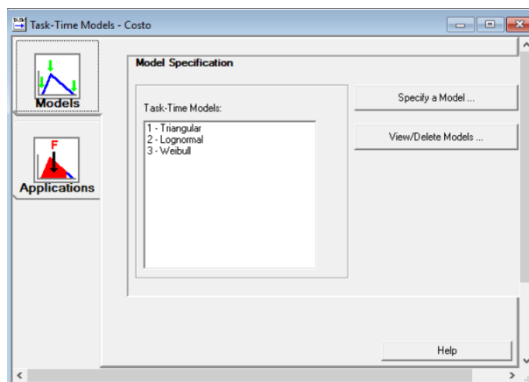 Task-Time Models - Costo
Models
F
Applications
Model Specification
Task-Time Models:
1 - Triangular
2 - Lognormal
3 - Weibull
Specify a Model ...
View/Delete Models ...
Help